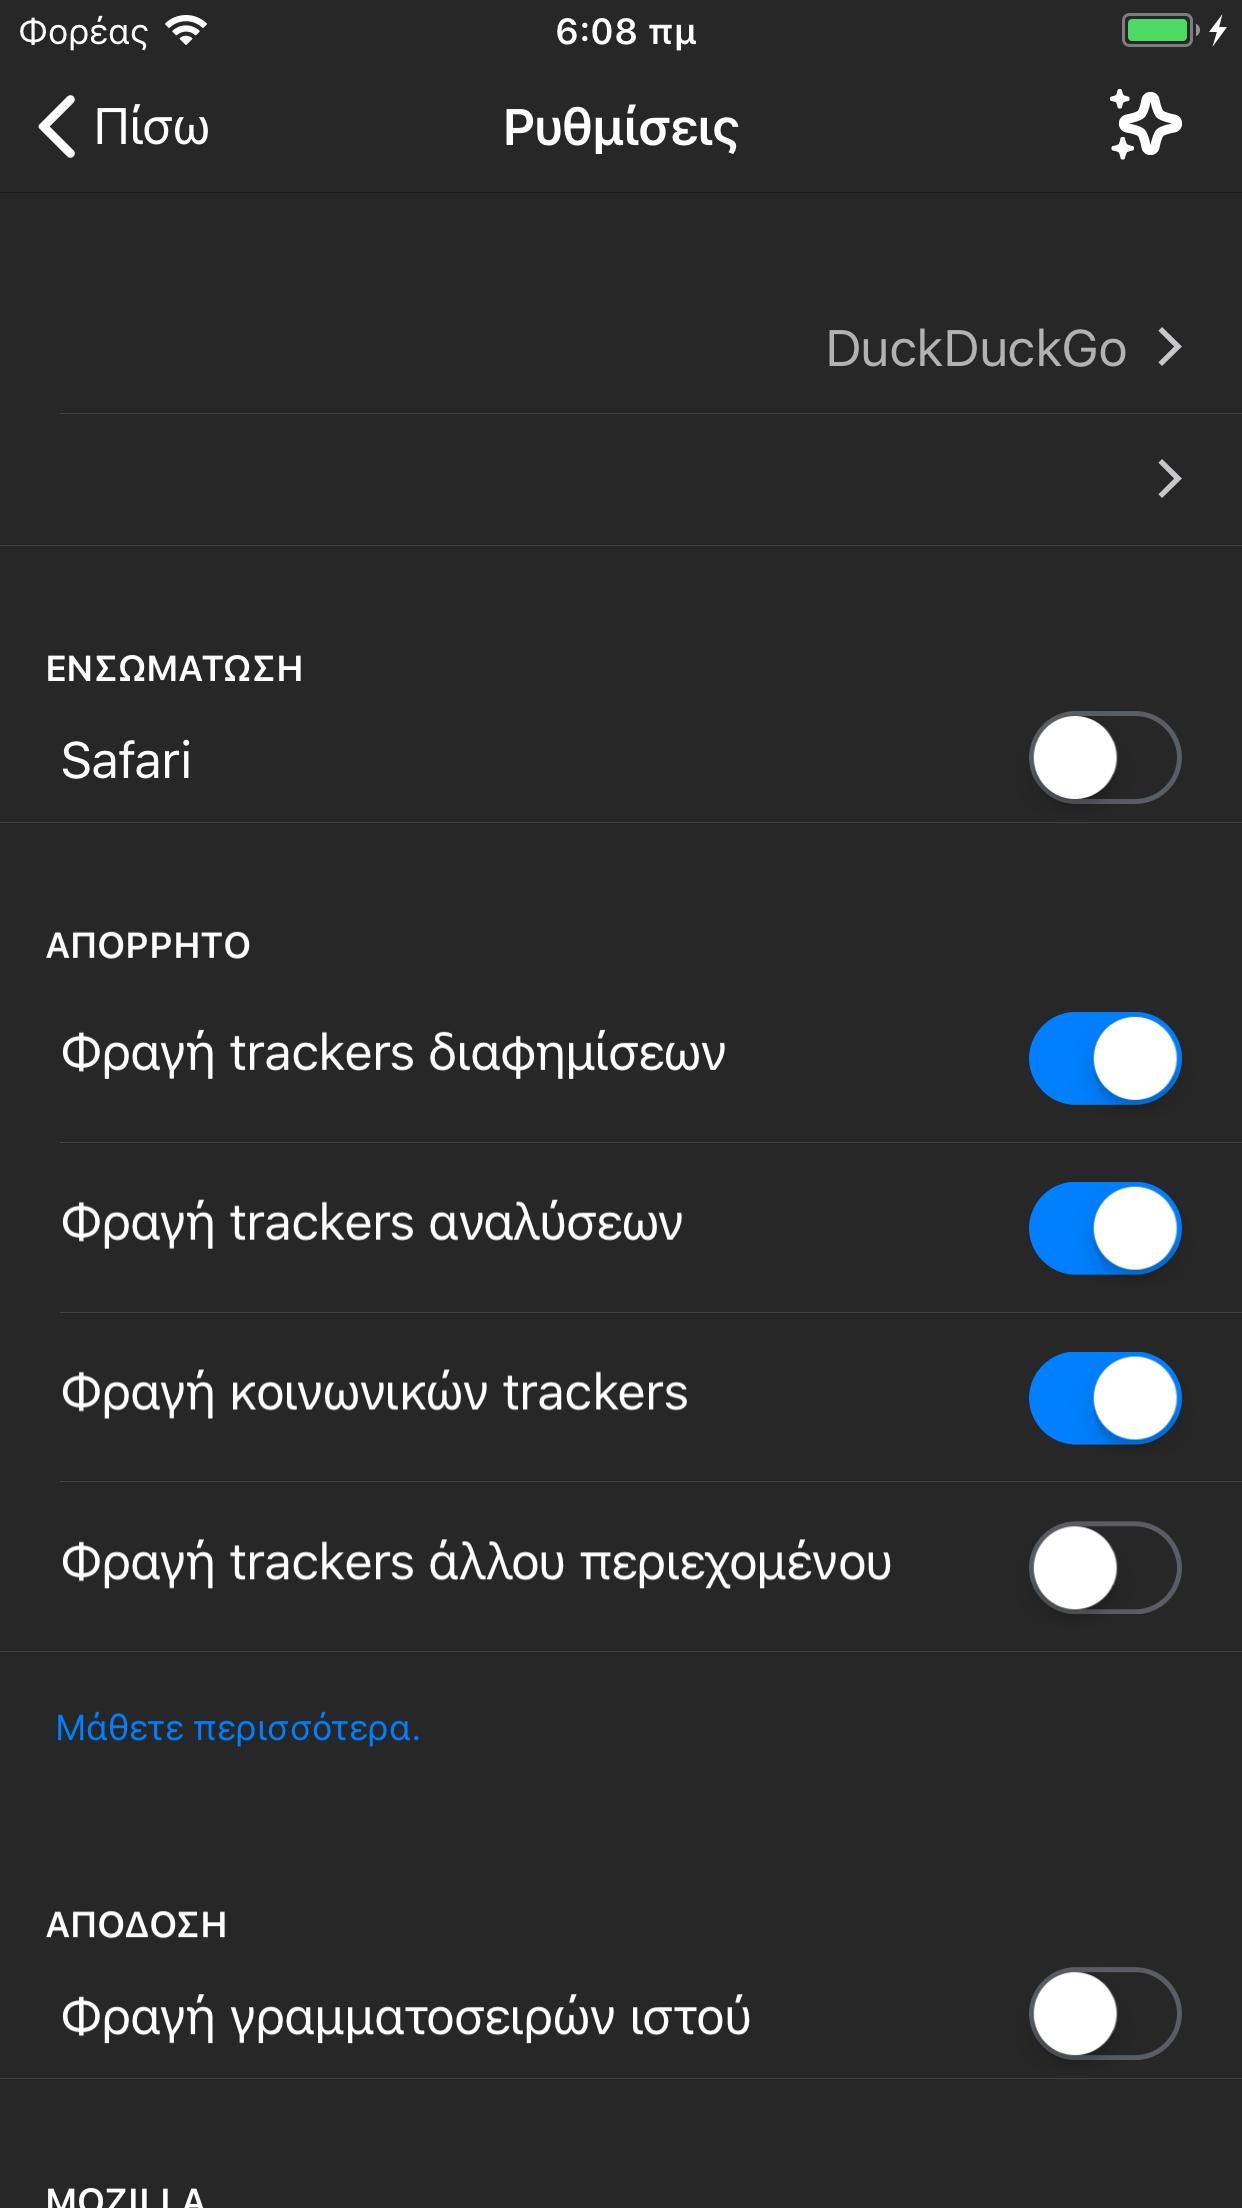 Φορέας 6:08 πμ
Πίσω Ρυθμίσεις
DuckDuckGo
ΕΝΣΩΜΑΤΩΣΗ
Safari
ΑΠΟΡΡΗΤΟ
Φραγή trackers διαφημίσεων
Φραγή trackers αναλύσεων
Φραγή κοινωνικών trackers
Φραγή trackers άλλου περιεχομένου
Μάθετε περισσότερα.
ΑΠΟΔΟΣΗ
Φραγή γραμματοσειρών ιστού
MOZILLA